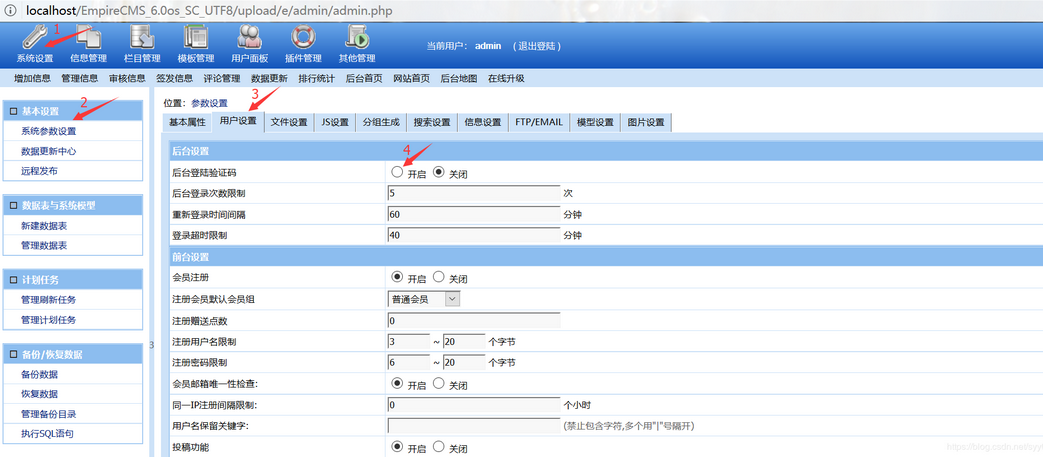 localhost/EmpireCMS_6.0os_SC_UTF8/upload/e/admin/admin.php
1
系统设置 信息管理 栏目管理 模板管理 用户面板 插件管理 其他管理 当前用户： admin （ 退出登陆 ）
增加信息 管理信息 审核信息 签发信息 评论管理 数据更新 排行统计 后台首页 网站首页 后台地图 在线升级
2
基本设置
系统参数设置
数据更新中心
远程发布
数据表与系统模型
新建数据表
管理数据表
计划任务
管理刷新任务
管理计划任务
备份/恢复数据
备份数据
恢复数据
管理备份目录
执行SQL语句
3
位置：参数设置
3
基本属性 用户设置 文件设置 JS设置 分组生成 搜索设置 信息设置 FTP/EMAIL 模型设置 图片设置
后台设置
4
后台登陆验证码 开启 关闭
后台登录次数限制 5 次
重新登录时间间隔 60 分钟
登录超时限制 40 分钟
前台设置
会员注册 开启 关闭
注册会员默认会员组 普通会员
注册赠送点数 0
注册用户名限制 3 ~ 20 个字节
注册密码限制 6 ~ 20 个字节
会员邮箱唯一性检查: 开启 关闭
同一IP注册间隔限制: 0 个小时
用户名保留关键字: (禁止包含字符,多个用"|"号隔开)
投稿功能 开启 关闭